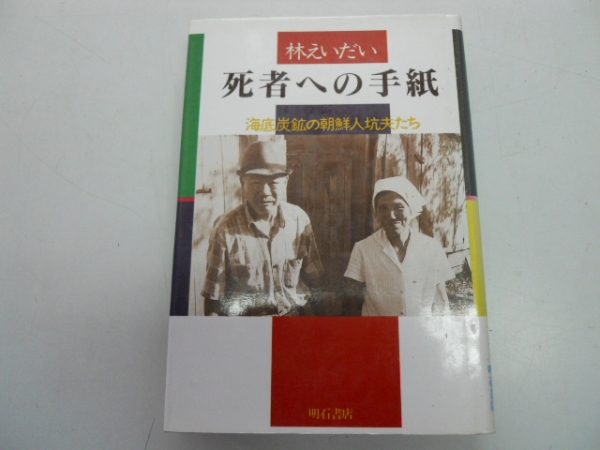 林えいだい
死者への手紙
海底炭鉱の朝鮮人坑夫たち
明石書店